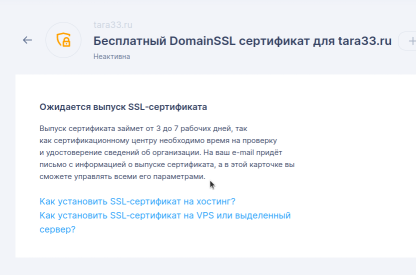 tara33.ru
Бесплатный DomainSSL сертификат для tara33.ru
Неактивна
Ожидается выпуск SSL-сертификата
Выпуск сертификата займет от 3 до 7 рабочих дней, так
как сертификационному центру необходимо время на проверку
и удостоверение сведений об организации. На ваш e-mail придёт
письмо с информацией о выпуске сертификата, а в этой карточке вы
сможете управлять всеми его параметрами.
Как установить SSL-сертификат на хостинг?
Как установить SSL-сертификат на VPS или выделенный
сервер?